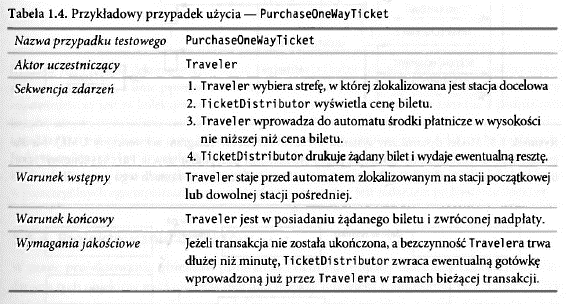 Tabela 1.4. Przykładowy przypadek użycia — PurchaseOneWayTicket
Nazwa przypadku testowego PurchaseOneWayTicket
Aktor uczestniczący Traveler
Sekwencja zdarzeń 1. Traveler wybiera strefę, w której zlokalizowana jest stacja docelowa
2. TicketDistributor wyświetla cenę biletu.
3. Traveler wprowadza do automatu środki płatnicze w wysokości
nie niższej niż cena biletu.
4. TicketDistributor drukuje żądany bilet i wydaje ewentualną resztę.
Warunek wstępny Traveler staje przed automatem zlokalizowanym na stacji początkowej
lub dowolnej stacji pośredniej.
Warunek końcowy Traveler jest w posiadaniu żądanego biletu i zwróconej nadpłaty.
Wymagania jakościowe Jeżeli transakcja nie została ukończona, a bezczynność Travelera trwa
dłużej niż minutę, TicketDistributor zwraca ewentualną gotówkę
wprowadzoną już przez Travelera w ramach bieżącej transakcji.